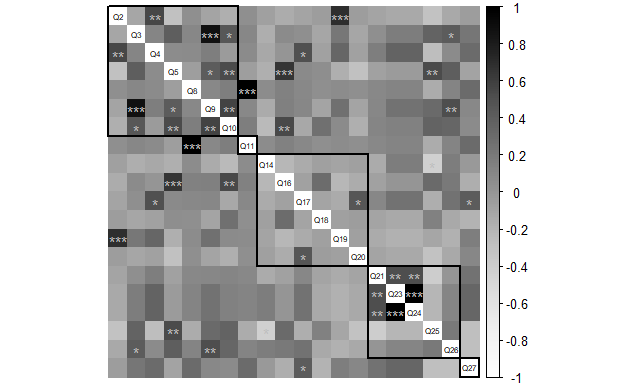 Q2 ** ***
Q3 *** * *
** Q4 *
Q5 * ** *** **
Q8 ***
*** * Q9 ** **
* ** ** Q10 **
*** Q11
Q14 *
*** ** Q16
* Q17 * *
Q18
*** Q19
* Q20
Q21 ** **
** Q23 ***
** *** Q24
** * Q25
* ** Q26
* Q27
1
0.8
0.6
0.4
0.2
0
-0.2
-0.4
-0.6
-0.8
-1